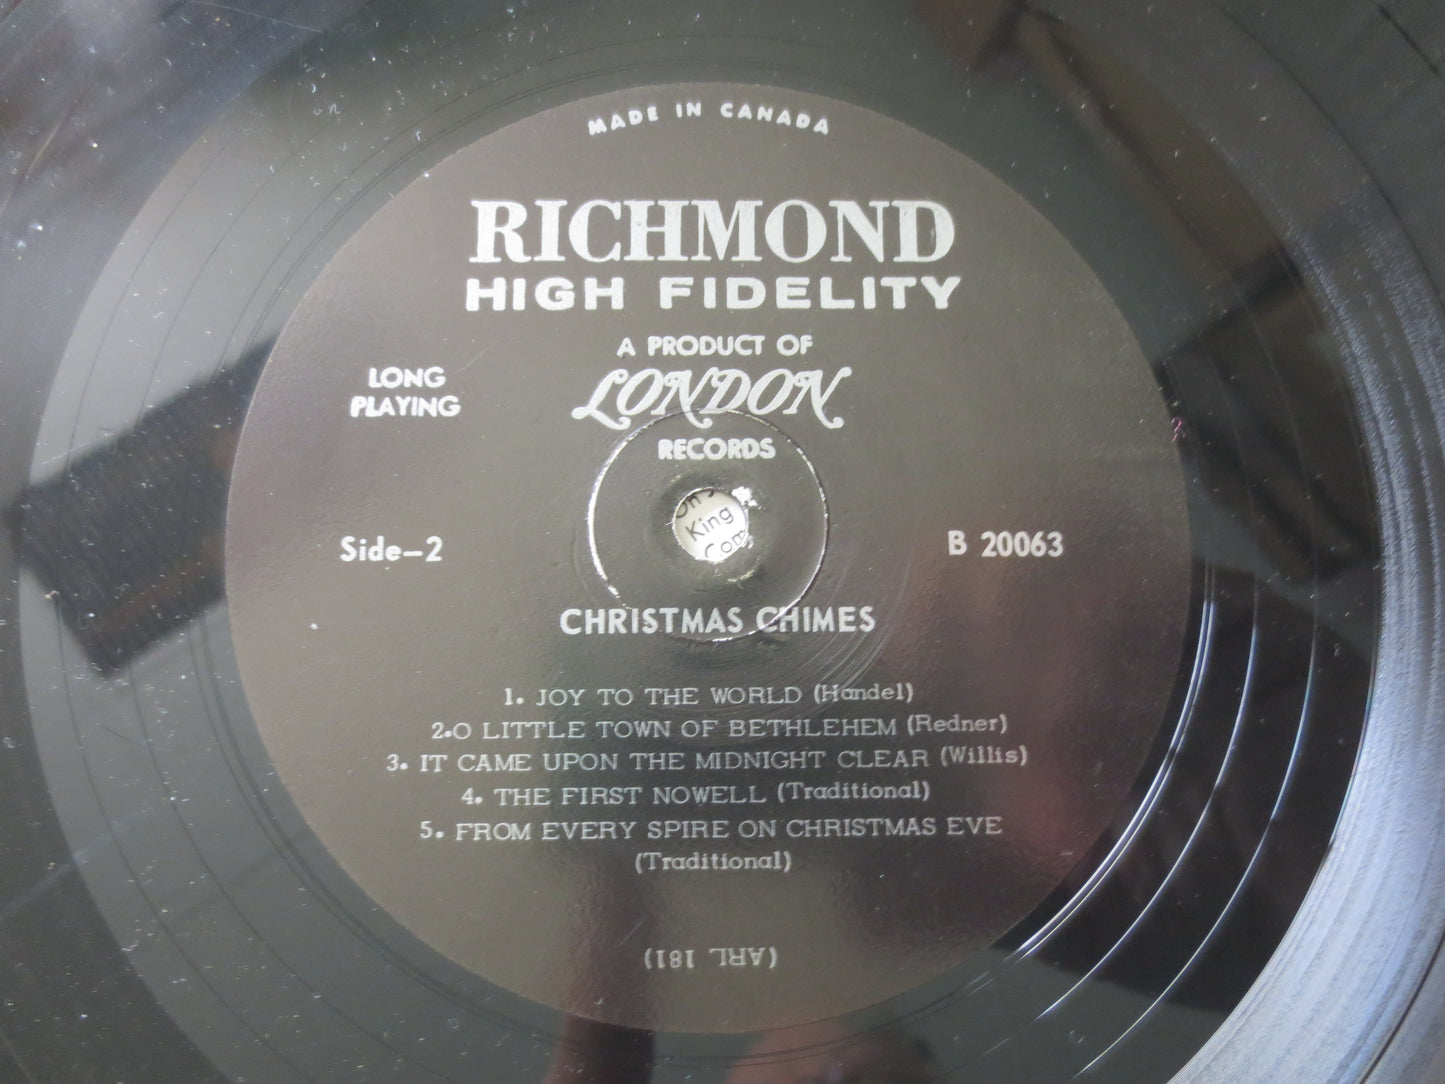 MADE IN CANADA
RICHMOND
HIGH FIDELITY
A PRODUCT OF
LONDON
RECORDS
LONG
PLAYING
King
Side-2
B 20063
CHRISTMAS CHIMES
1. JOY TO THE WORLD (Handel)
2.O LITTLE TOWN OF BETHLEHEM (Redner)
3. IT CAME UPON THE MIDNIGHT CLEAR (Willis)
4. THE FIRST NOWELL (Traditional)
5. FROM EVERY SPIRE ON CHRISTMAS EVE
(Traditional)
(ARL 181)